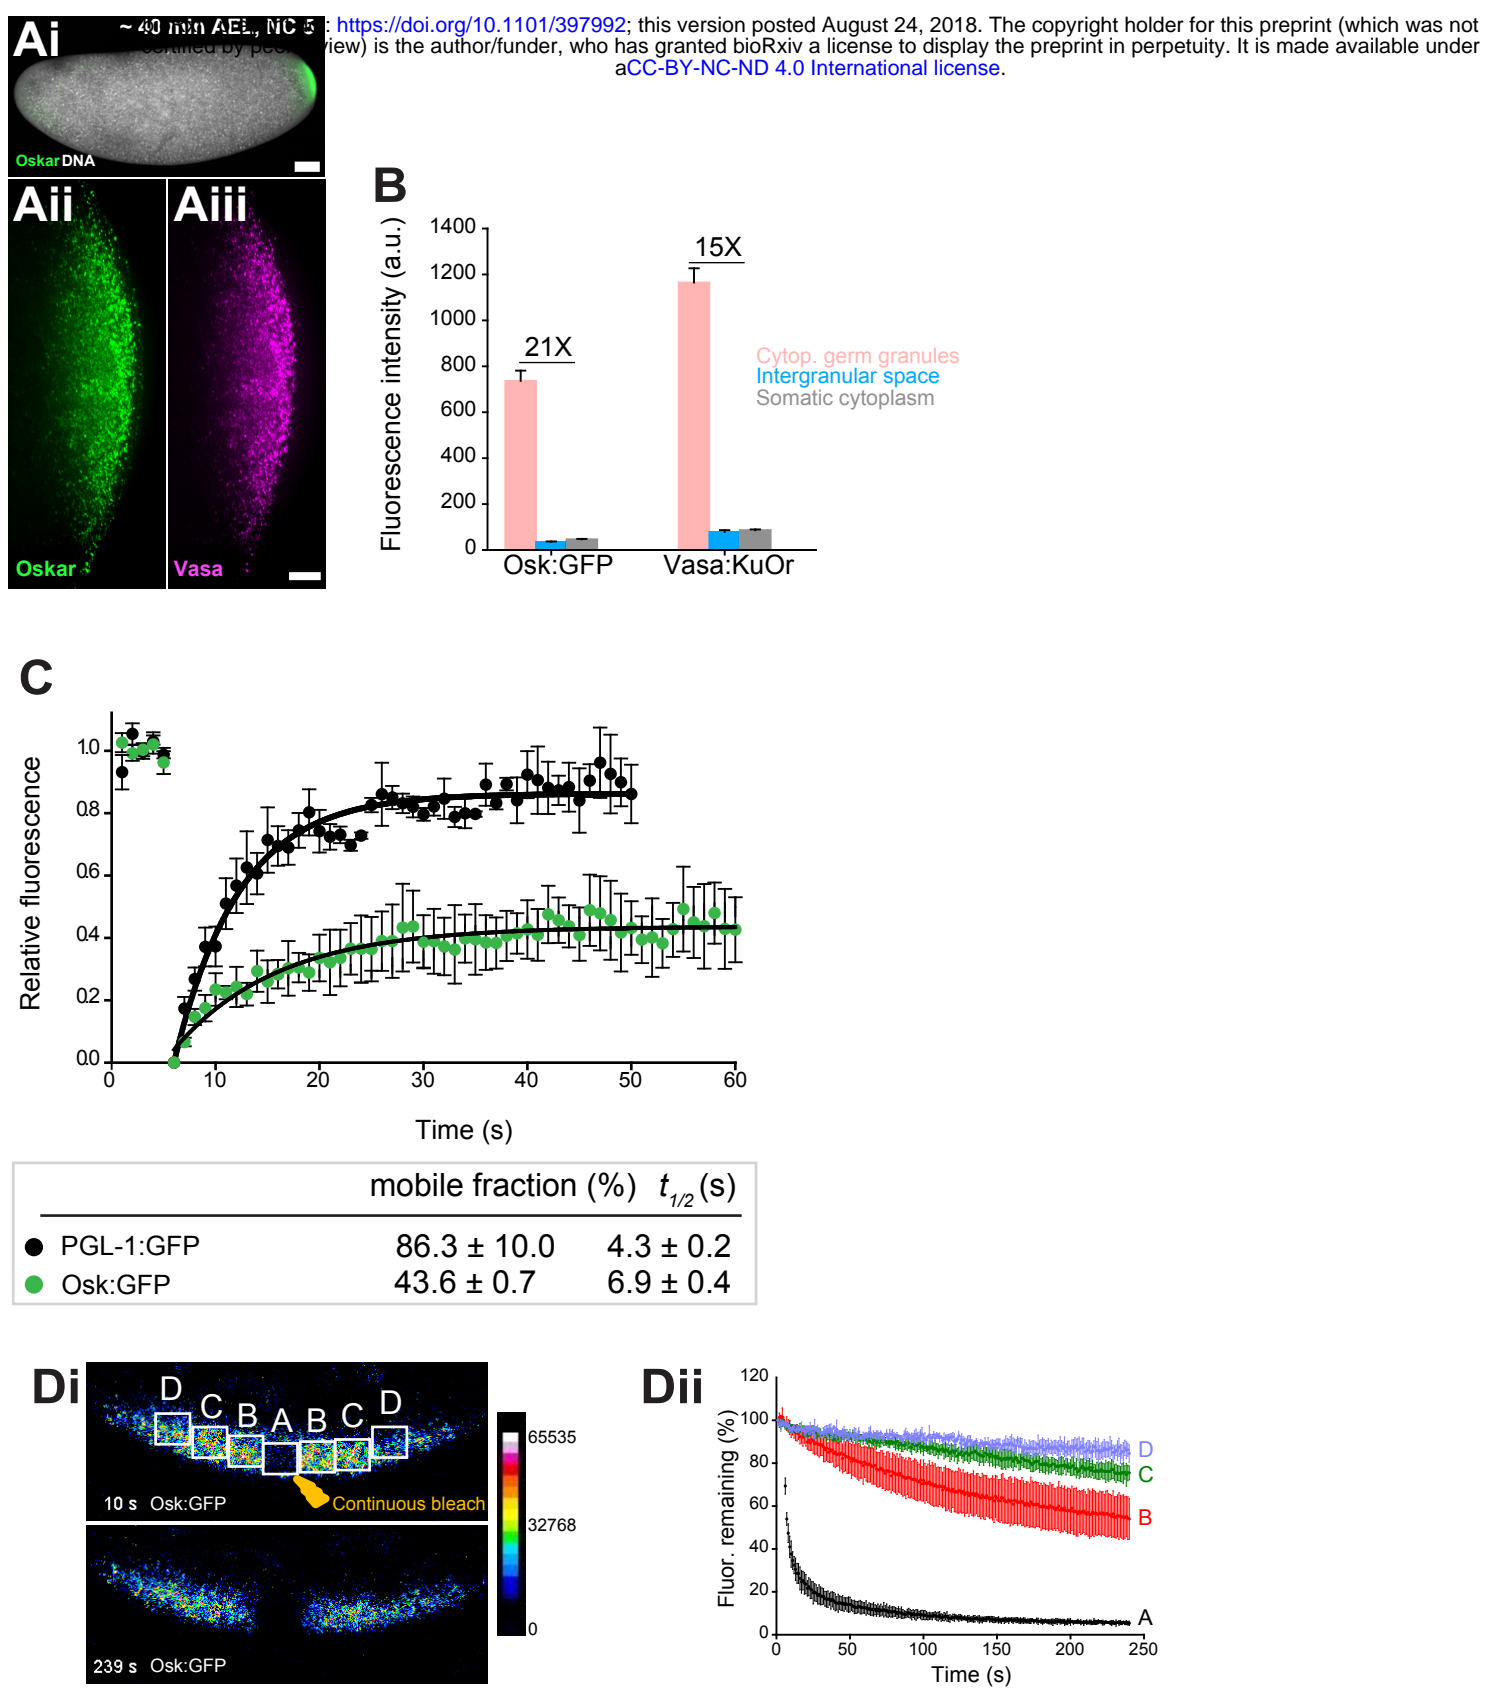 Ai
~ 40 min AEL, NC 5
: https://doi.org/10.1101/397992; this version posted August 24, 2018. The copyright holder for this preprint (which was not
certified by peer review) is the author/funder, who has granted bioRxiv a license to display the preprint in perpetuity. It is made available under
aCC-BY-NC-ND 4.0 International license.
Oskar DNA
Aii
Aiii
Oskar
Vasa
B
Fluorescence intensity (a.u.)
1400
1200
1000
800
600
400
200
0
21X
15X
Cytop. germ granules
Intergranular space
Somatic cytoplasm
Osk:GFP
Vasa:KuOr
C
Relative fluorescence
1.0
0.8
0.6
0.4
0.2
0.0
0 10 20 30 40 50 60
Time (s)
mobile fraction (%) t1/2 (s)
PGL-1:GFP 86.3 ± 10.0 4.3 ± 0.2
Osk:GFP 43.6 ± 0.7 6.9 ± 0.4
Di
D C B A B C D
Continuous bleach
10 s Osk:GFP
239 s Osk:GFP
65535
32768
0
Dii
Fluor. remaining (%)
120
100
80
60
40
20
0
D
C
B
A
0 50 100 150 200 250
Time (s)